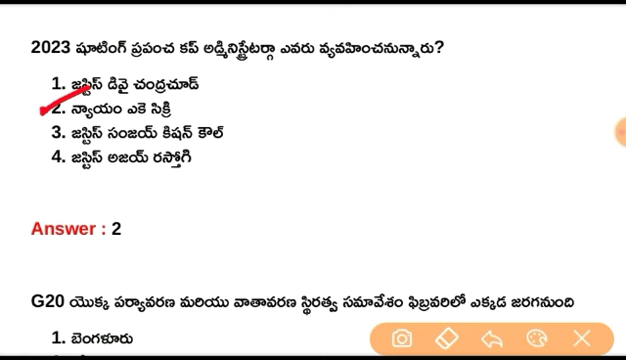 2023 షూటింగ్ ప్రపంచ కప్ అడ్మినిస్ట్రేటర్గా ఎవరు వ్యవహించనున్నారు?
1. జస్టిస్ డివై చంద్రచూడ్
2. న్యాయం ఎకె సిక్రి
3. జస్టిస్ సంజయ్ కిషన్ కౌల్
4. జస్టిస్ అజయ్ రస్తోగి
Answer : 2
G20 యొక్క పర్యావరణ మరియు వాతావరణ స్థిరత్వ సమావేశం ఫిబ్రవరిలో ఎక్కడ జరగనుంది
1. బెంగళూరు